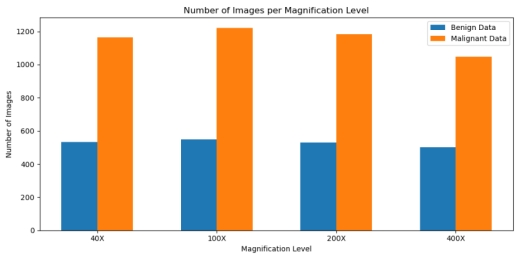 Number of Images per Magnification Level
Benign Data
Malignant Data
1200
1000
800
600
400
200
0
Number of Images
40X 100X 200X 400X
Magnification Level